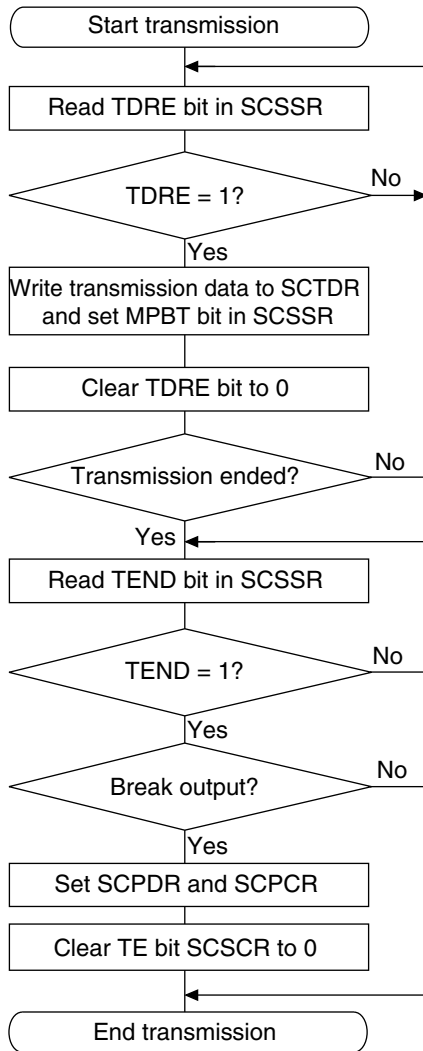 Start transmission
Read TDRE bit in SCSSR
TDRE = 1?
No
Yes
Write transmission data to SCTDR
and set MPBT bit in SCSSR
Clear TDRE bit to 0
Transmission ended?
No
Yes
Read TEND bit in SCSSR
TEND = 1?
No
Yes
Break output?
No
Yes
Set SCPDR and SCPCR
Clear TE bit SCSCR to 0
End transmission